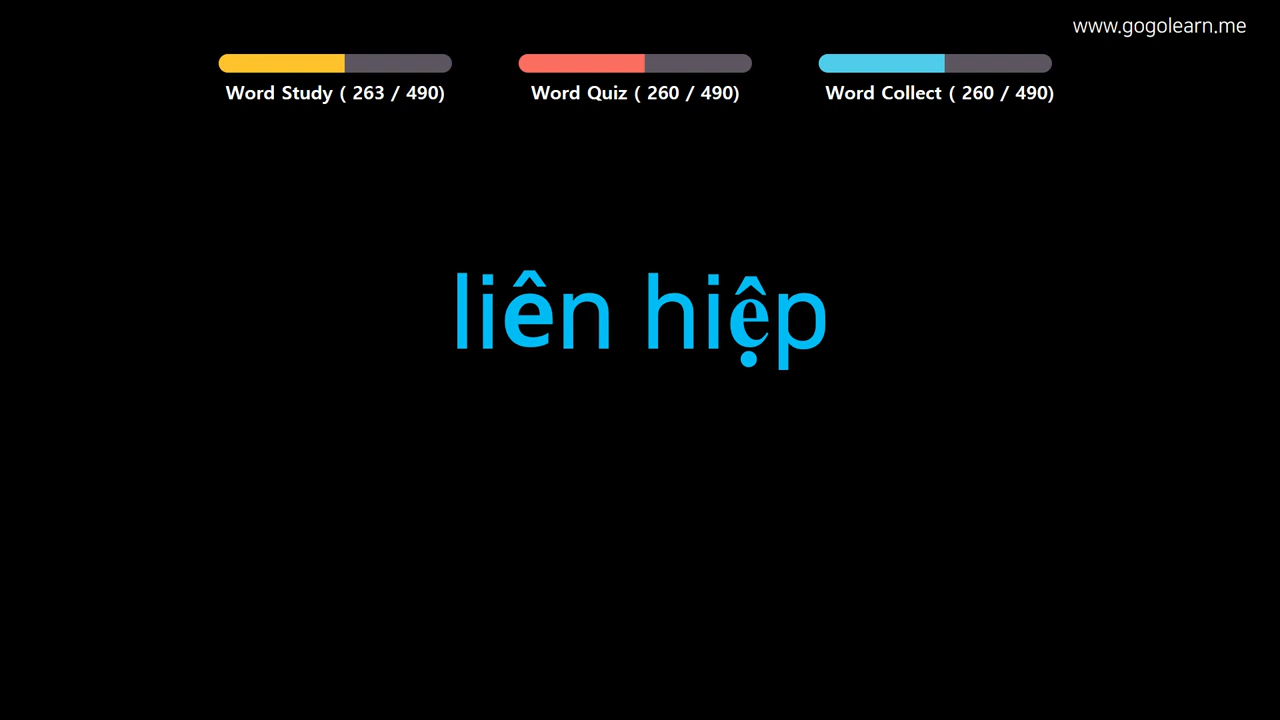 www.gogolearn.me
Word Study ( 263 / 490)
Word Quiz ( 260 / 490)
Word Collect ( 260 / 490)
liên hiệp